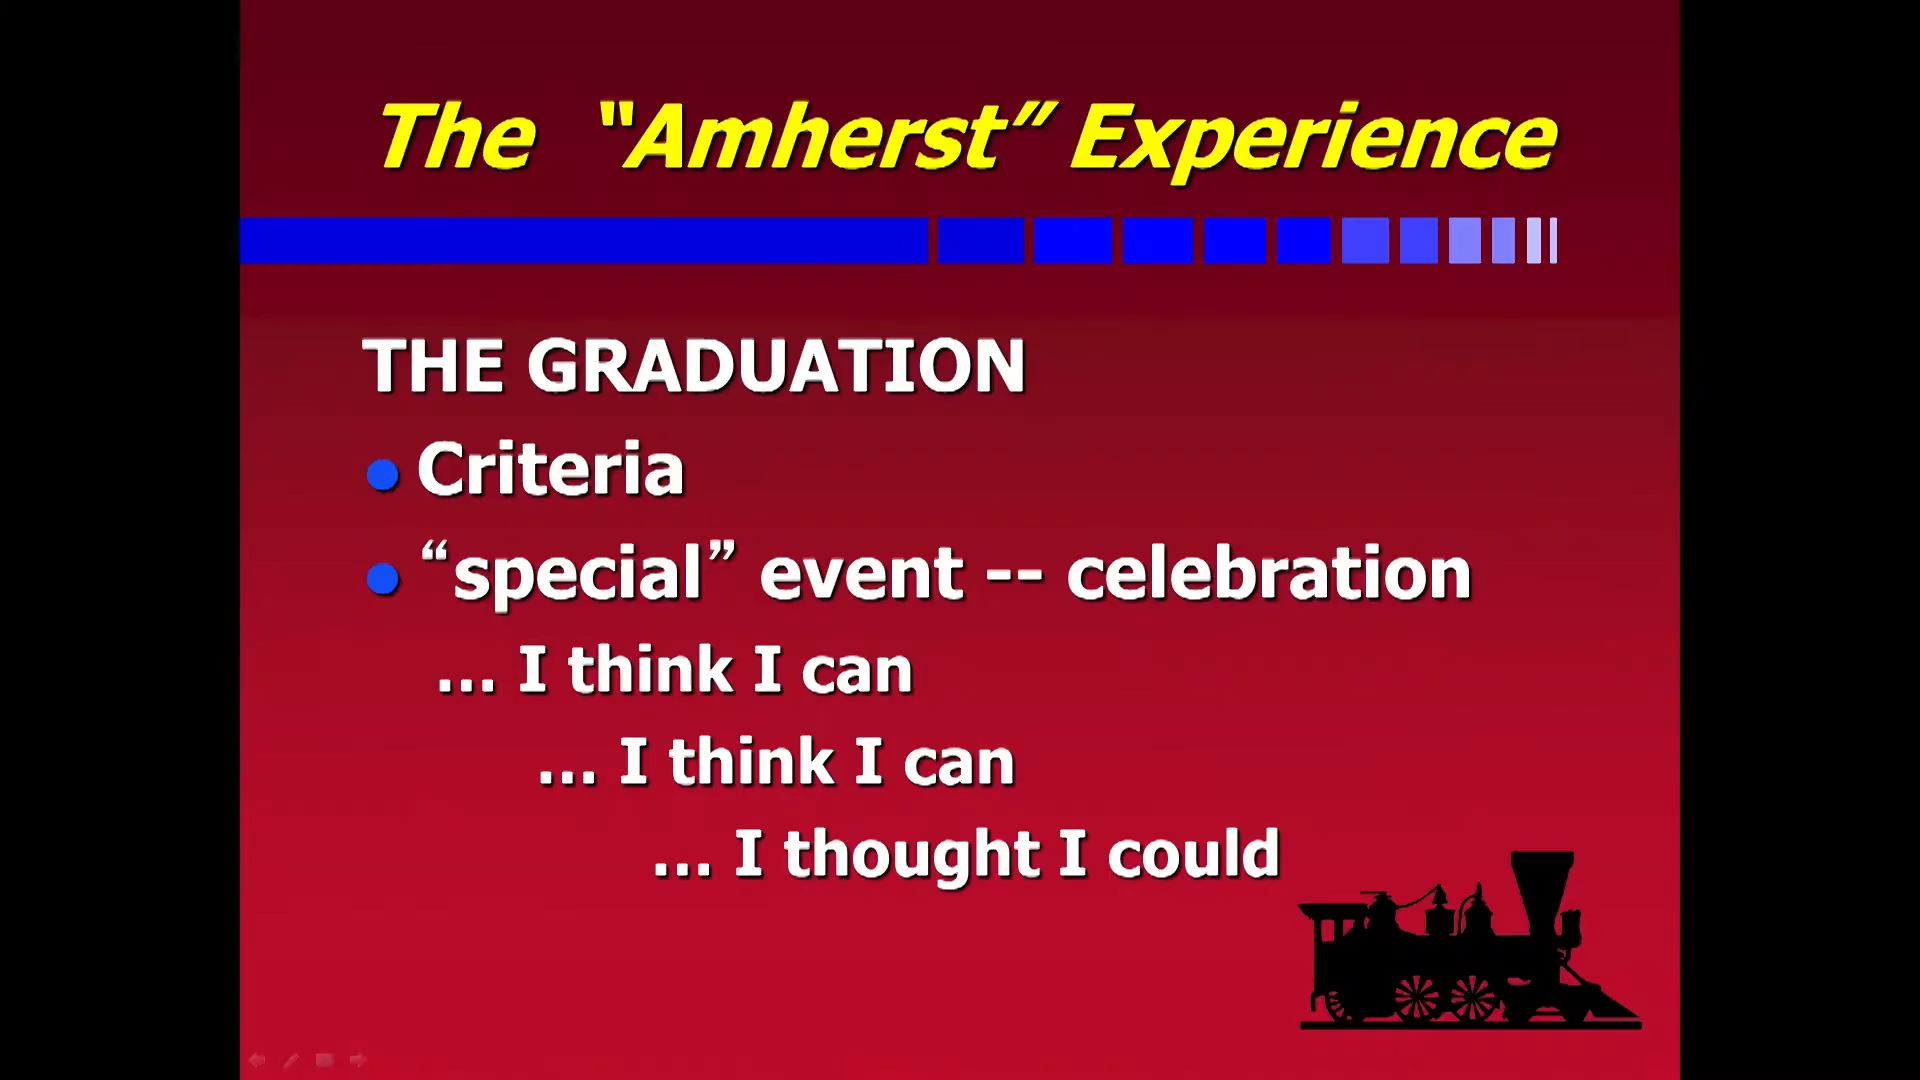 The “Amherst” Experience
THE GRADUATION
Criteria
“special” event -- celebration
... I think I can
... I think I can
... I thought I could